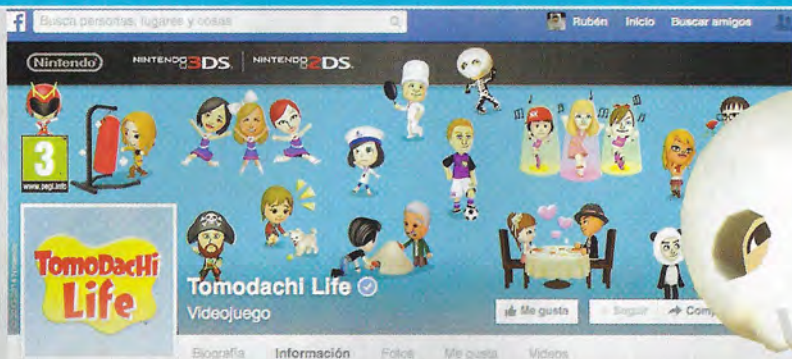 f Busca personas, lugares y cosas Rubén Inicio Buscar amigos
Nintendo NINTENDO 3DS NINTENDO 2DS
3
www.pegi.info
TomoDacHi
Life
Tomodachi Life
Videojuego
Me gusta Seguir
Biografía Información Fotos Me gusta Vídeos